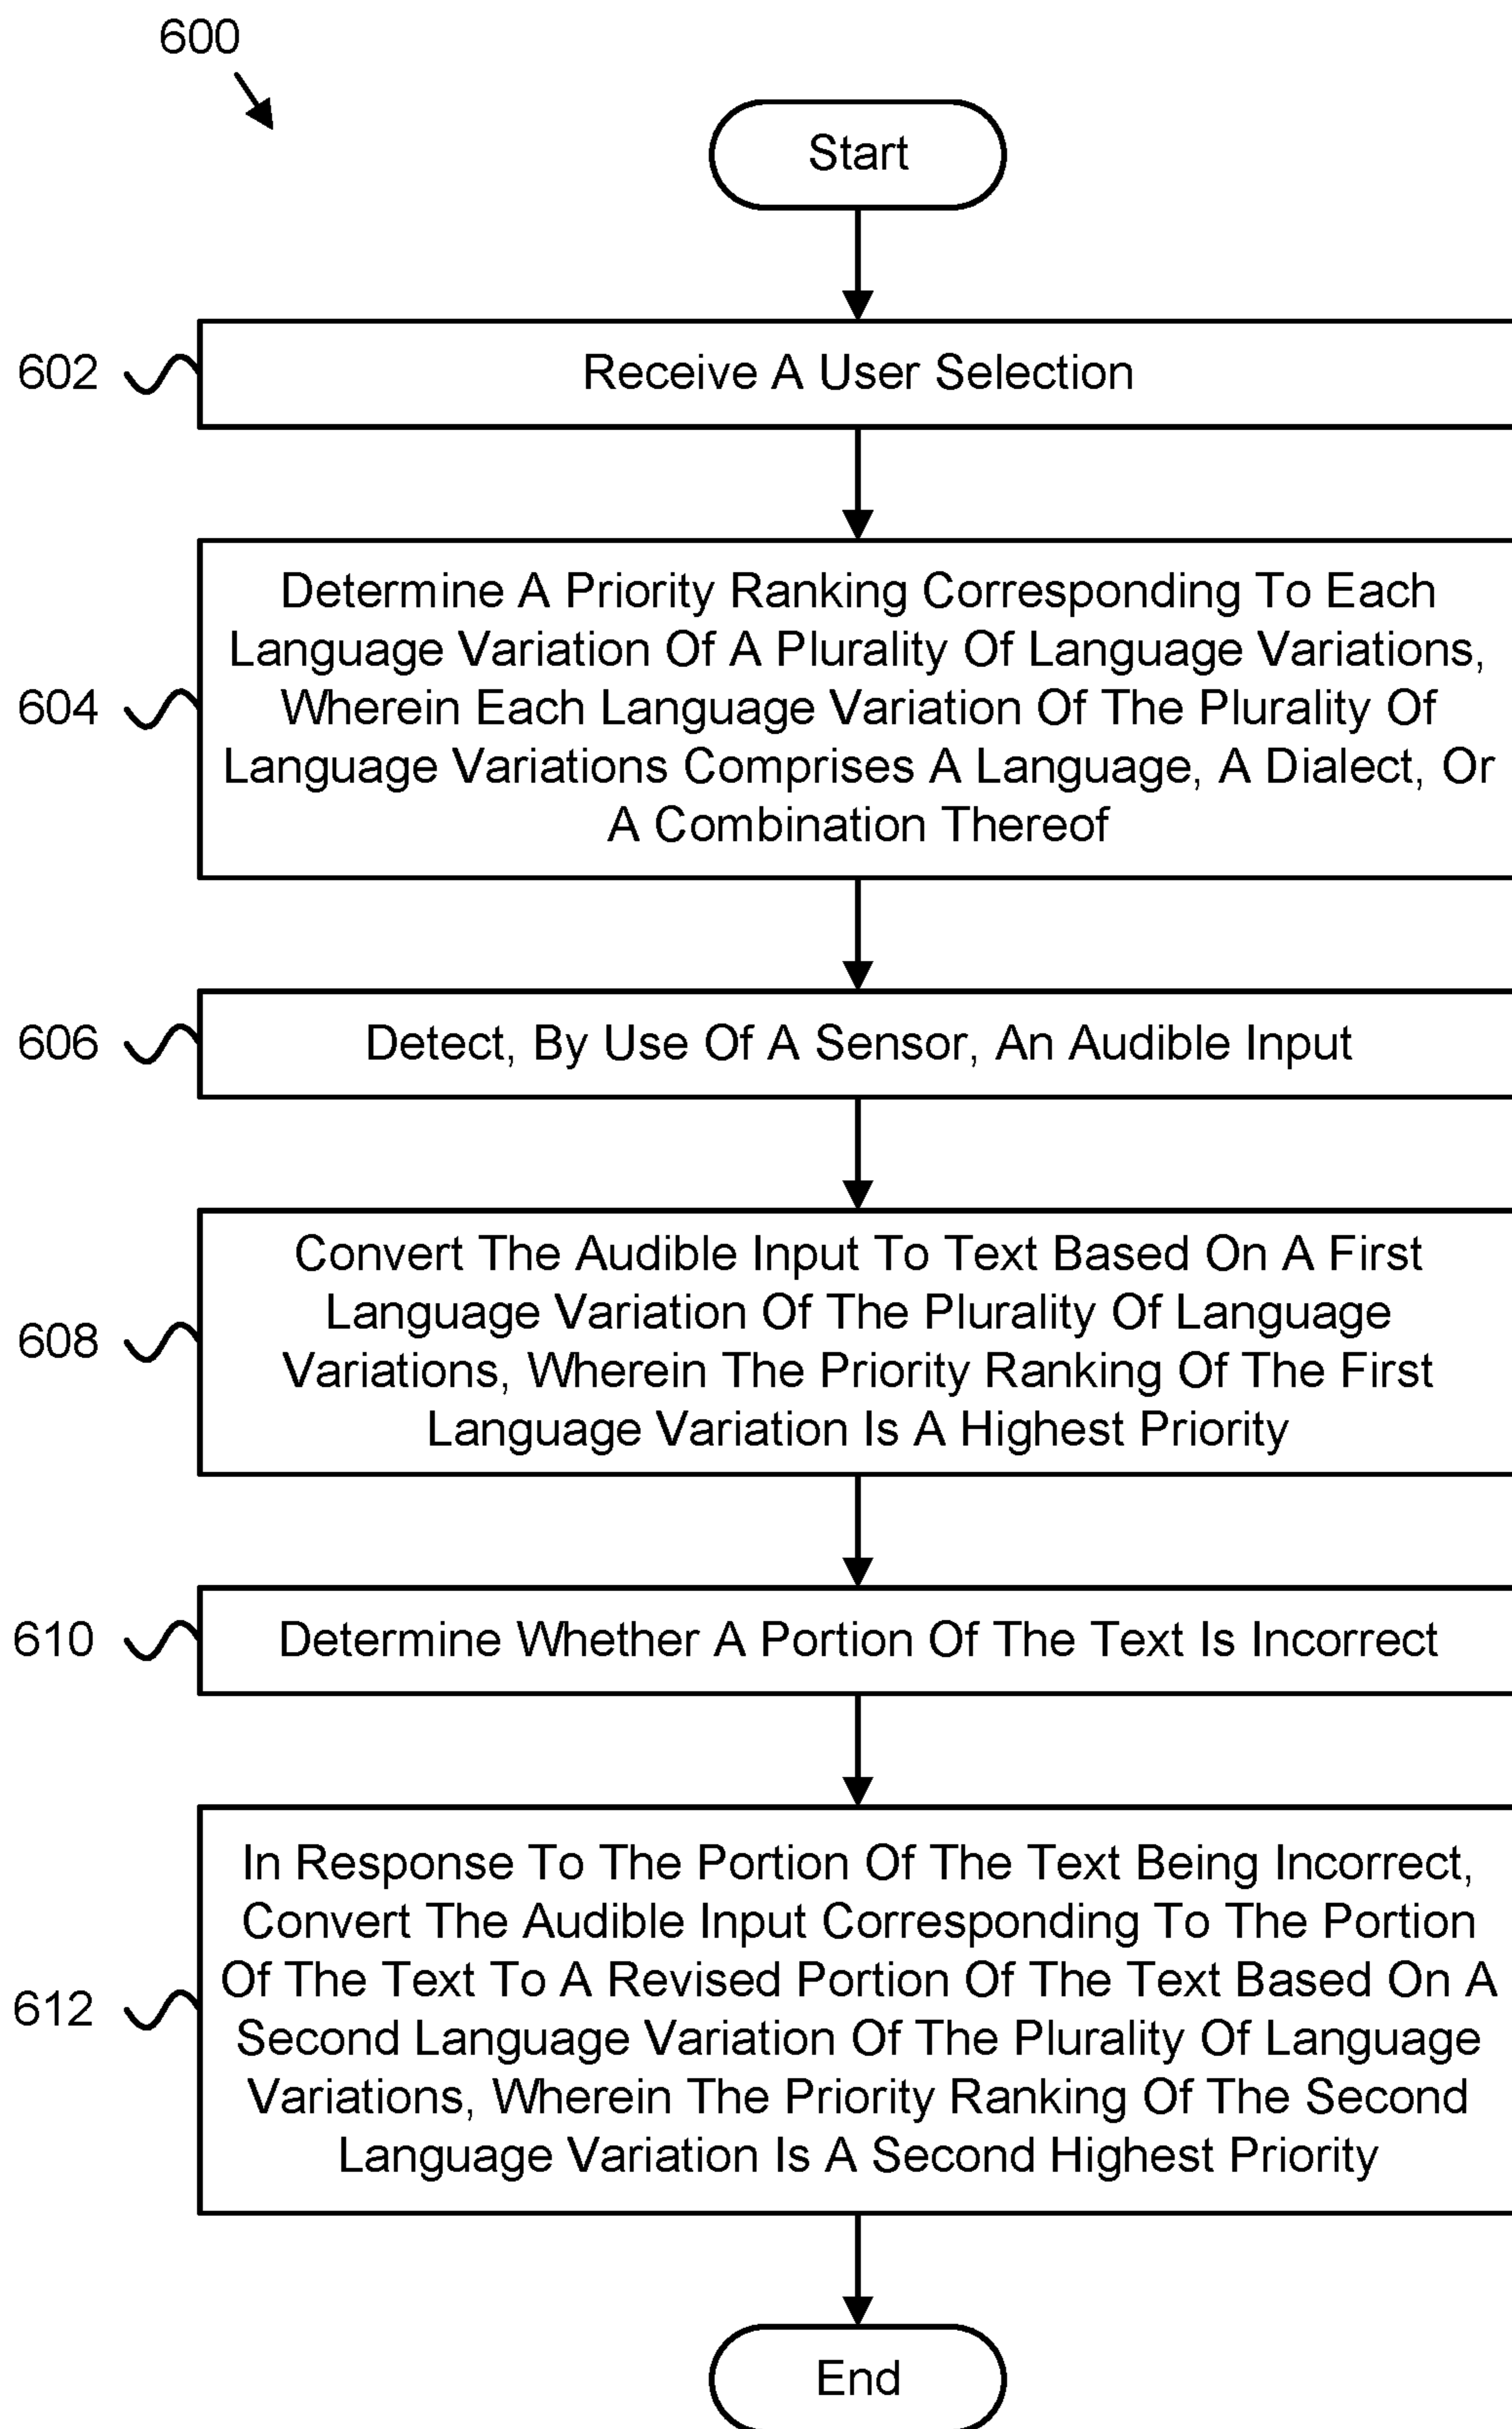 600
Start
602
Receive A User Selection
604
Determine A Priority Ranking Corresponding To Each
Language Variation Of A Plurality Of Language Variations,
Wherein Each Language Variation Of The Plurality Of
Language Variations Comprises A Language, A Dialect, Or
A Combination Thereof
606
Detect, By Use Of A Sensor, An Audible Input
608
Convert The Audible Input To Text Based On A First
Language Variation Of The Plurality Of Language
Variations, Wherein The Priority Ranking Of The First
Language Variation Is A Highest Priority
610
Determine Whether A Portion Of The Text Is Incorrect
612
In Response To The Portion Of The Text Being Incorrect,
Convert The Audible Input Corresponding To The Portion
Of The Text To A Revised Portion Of The Text Based On A
Second Language Variation Of The Plurality Of Language
Variations, Wherein The Priority Ranking Of The Second
Language Variation Is A Second Highest Priority
End